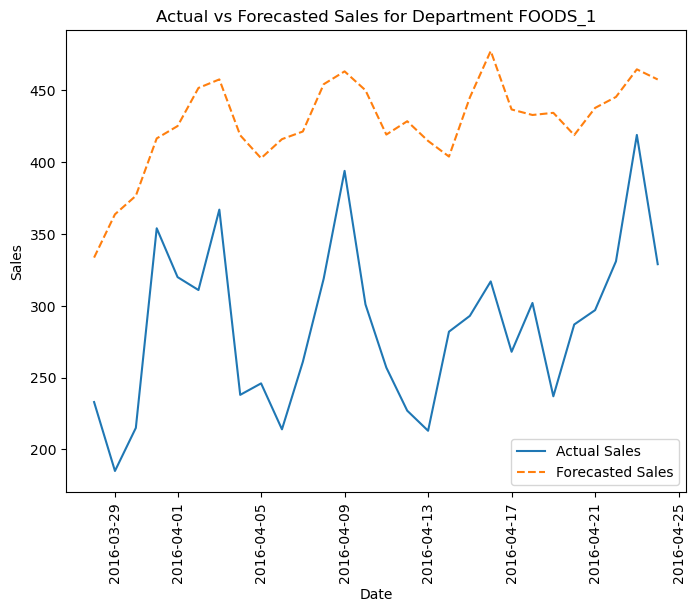 Actual vs Forecasted Sales for Department FOODS_1
Sales
450
400
350
300
250
200
Actual Sales
Forecasted Sales
2016-03-29
2016-04-01
2016-04-05
2016-04-09
2016-04-13
2016-04-17
2016-04-21
2016-04-25
Date